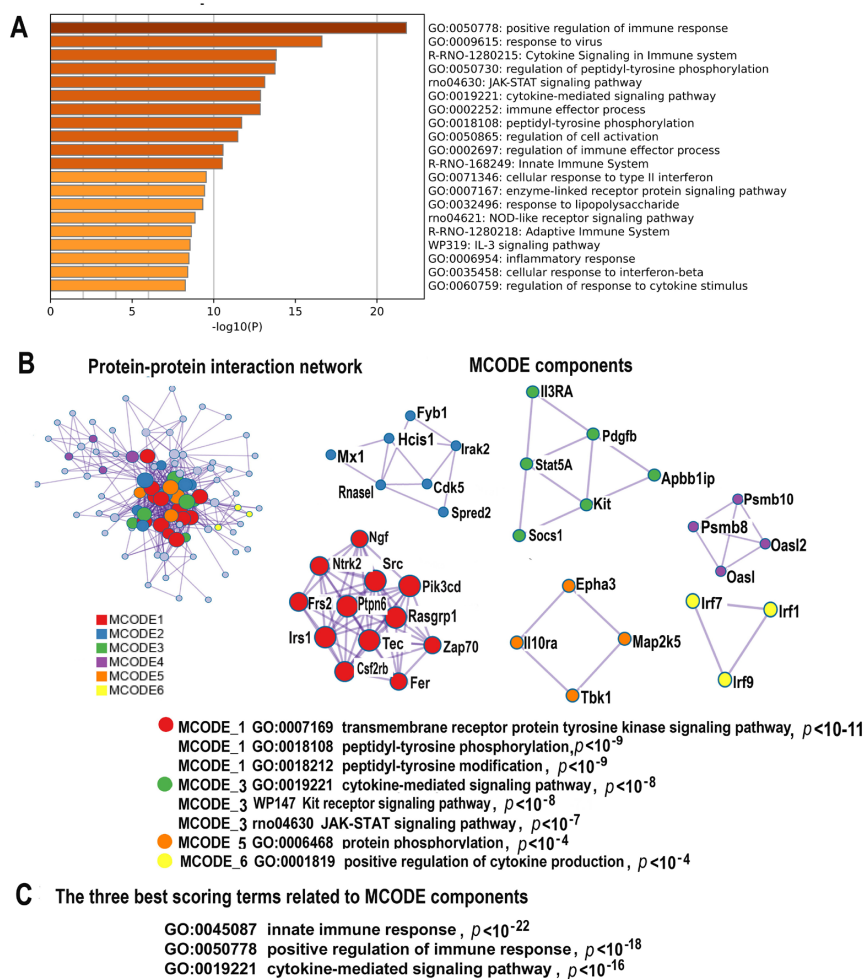 A
GO:0050778: positive regulation of immune response
GO:0009615: response to virus
R-RNO-1280215: Cytokine Signaling in Immune system
GO:0050730: regulation of peptidyl-tyrosine phosphorylation
rno04630: JAK-STAT signaling pathway
GO:0019221: cytokine-mediated signaling pathway
GO:0002252: immune effector process
GO:0018108: peptidyl-tyrosine phosphorylation
GO:0050865: regulation of cell activation
GO:0002697: regulation of immune effector process
R-RNO-168249: Innate Immune System
GO:0071346: cellular response to type II interferon
GO:0007167: enzyme-linked receptor protein signaling pathway
GO:0032496: response to lipopolysaccharide
rno04621: NOD-like receptor signaling pathway
R-RNO-1280218: Adaptive Immune System
WP319: IL-3 signaling pathway
GO:0006954: inflammatory response
GO:0035458: cellular response to interferon-beta
GO:0060759: regulation of response to cytokine stimulus
0 5 10 15 20
-log10(P)
B
Protein-protein interaction network
MCODE components
Fyb1
Hcis1
Irak2
Mx1
Rnasel
Cdk5
Spred2
Il3RA
Pdgfb
Stat5A
Apbb1ip
Kit
Socs1
Psmb10
Psmb8
Oasl2
Oasl
Ngf
Ntrk2
Src
Pik3cd
Frs2
Ptpn6
Rasgrp1
Irs1
Tec
Zap70
Csf2rb
Fer
Epha3
Il10ra
Map2k5
Tbk1
Irf7
Irf1
Irf9
MCODE1
MCODE2
MCODE3
MCODE4
MCODE5
MCODE6
MCODE_1 GO:0007169 transmembrane receptor protein tyrosine kinase signaling pathway, p<10-11
MCODE_1 GO:0018108 peptidyl-tyrosine phosphorylation, p<10-9
MCODE_1 GO:0018212 peptidyl-tyrosine modification, p<10-9
MCODE_3 GO:0019221 cytokine-mediated signaling pathway, p<10-8
MCODE_3 WP147 Kit receptor signaling pathway, p<10-8
MCODE_3 rno04630 JAK-STAT signaling pathway, p<10-7
MCODE_5 GO:0006468 protein phosphorylation, p<10-4
MCODE_6 GO:0001819 positive regulation of cytokine production, p<10-4
C
The three best scoring terms related to MCODE components
GO:0045087 innate immune response, p<10-22
GO:0050778 positive regulation of immune response, p<10-18
GO:0019221 cytokine-mediated signaling pathway, p<10-16